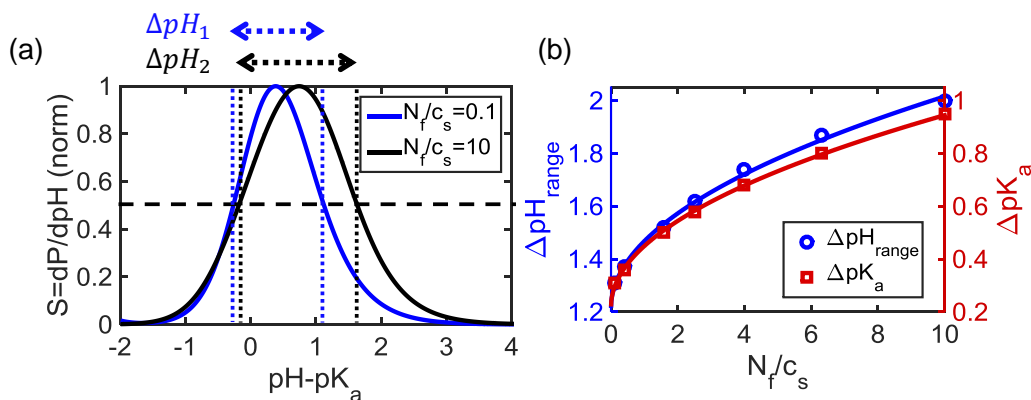 (a)
ΔpH₁
ΔpH₂
S=dP/dpH (norm)
1
0.8
0.6
0.4
0.2
0
-2
-1
0
1
2
3
4
pH-pKₐ
N_f/c_s=0.1
N_f/c_s=10
(b)
ΔpH_range
2
1.8
1.6
1.4
1.2
0
2
4
6
8
10
N_f/c_s
1
0.8
0.6
0.4
0.2
ΔpKₐ
ΔpH_range
ΔpKₐ